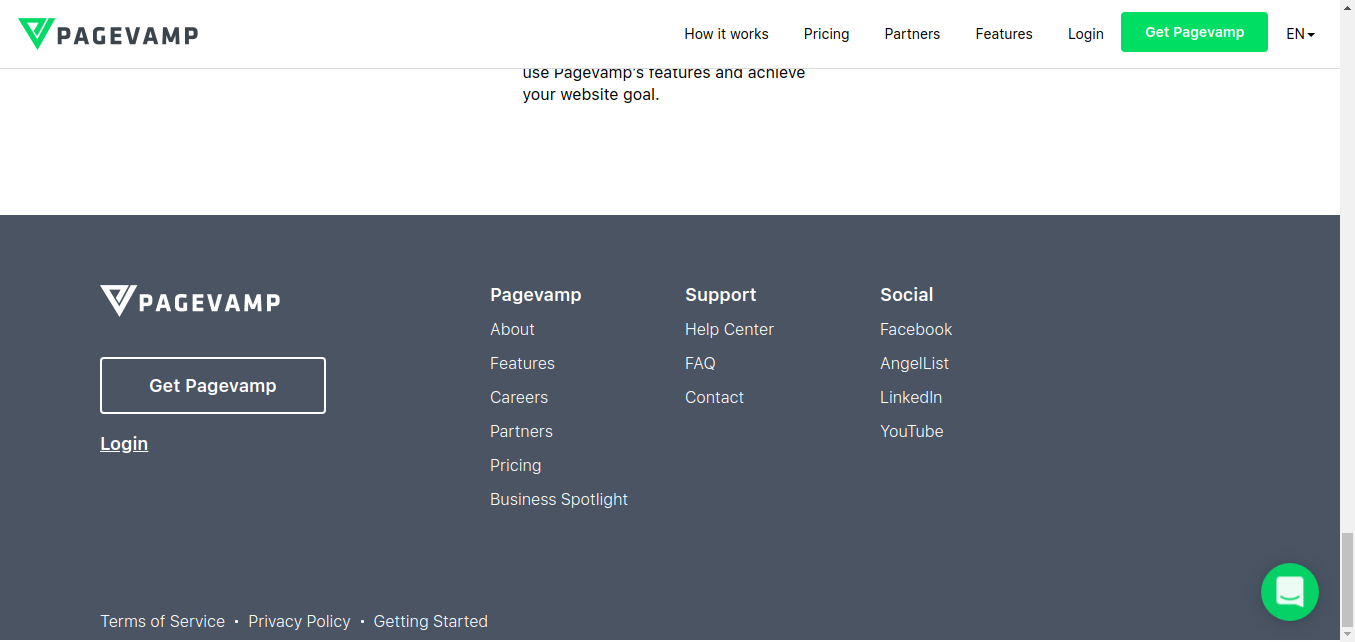 PAGEVAMP
How it works Pricing Partners Features Login Get Pagevamp EN
use Pagevamp's features and achieve
your website goal.
PAGEVAMP
Get Pagevamp
Login
Pagevamp
About
Features
Careers
Partners
Pricing
Business Spotlight
Support
Help Center
FAQ
Contact
Social
Facebook
AngelList
LinkedIn
YouTube
Terms of Service • Privacy Policy • Getting Started